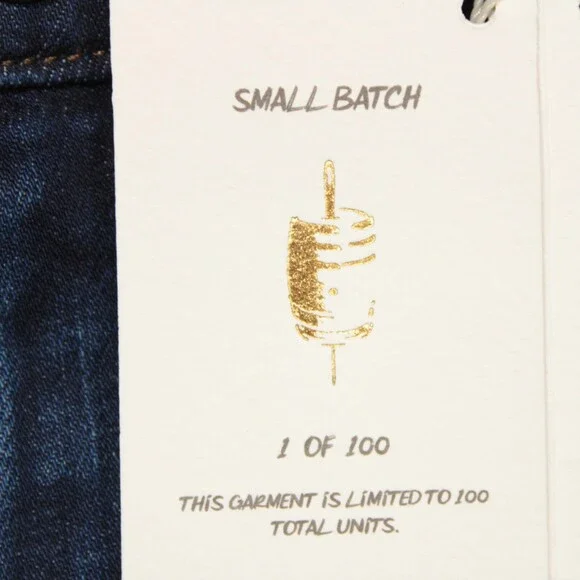 SMALL BATCH
1 OF 100
THIS GARMENT IS LIMITED TO 100
TOTAL UNITS.